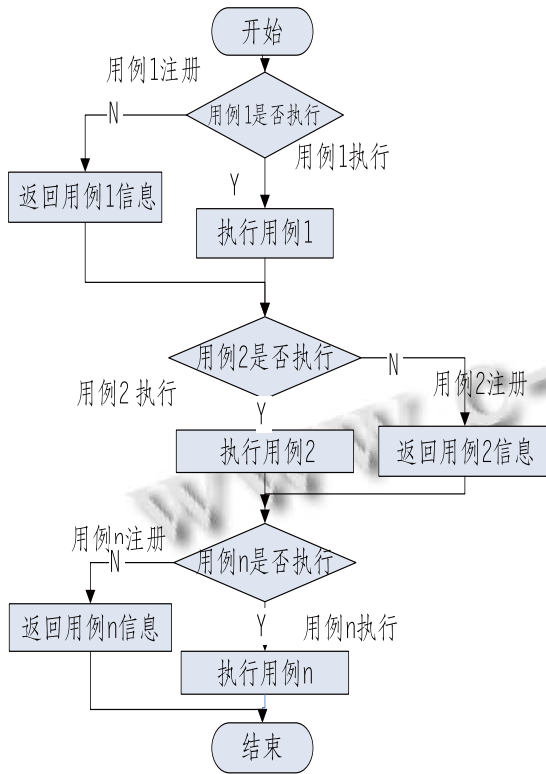 开始
用例1注册
N
用例1是否执行
用例1执行
Y
返回用例1信息
执行用例1
用例2是否执行
N
用例2执行
用例2注册
Y
执行用例2
返回用例2信息
www.c-
用例n注册
N
用例n是否执行
Y
用例n执行
返回用例n信息
执行用例n
结束